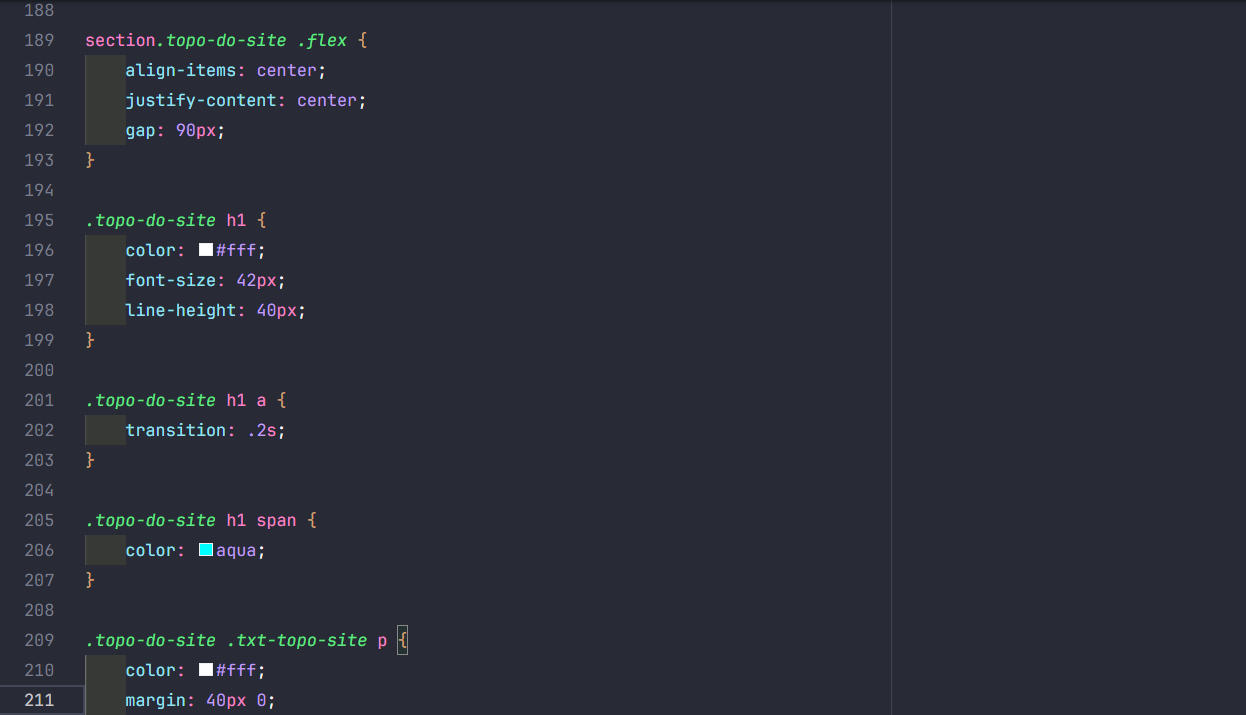 188
189 section.topo-do-site .flex {
190     align-items: center;
191     justify-content: center;
192     gap: 90px;
193 }
194
195 .topo-do-site h1 {
196     color: #fff;
197     font-size: 42px;
198     line-height: 40px;
199 }
200
201 .topo-do-site h1 a {
202     transition: .2s;
203 }
204
205 .topo-do-site h1 span {
206     color: aqua;
207 }
208
209 .topo-do-site .txt-topo-site p {
210     color: #fff;
211     margin: 40px 0;